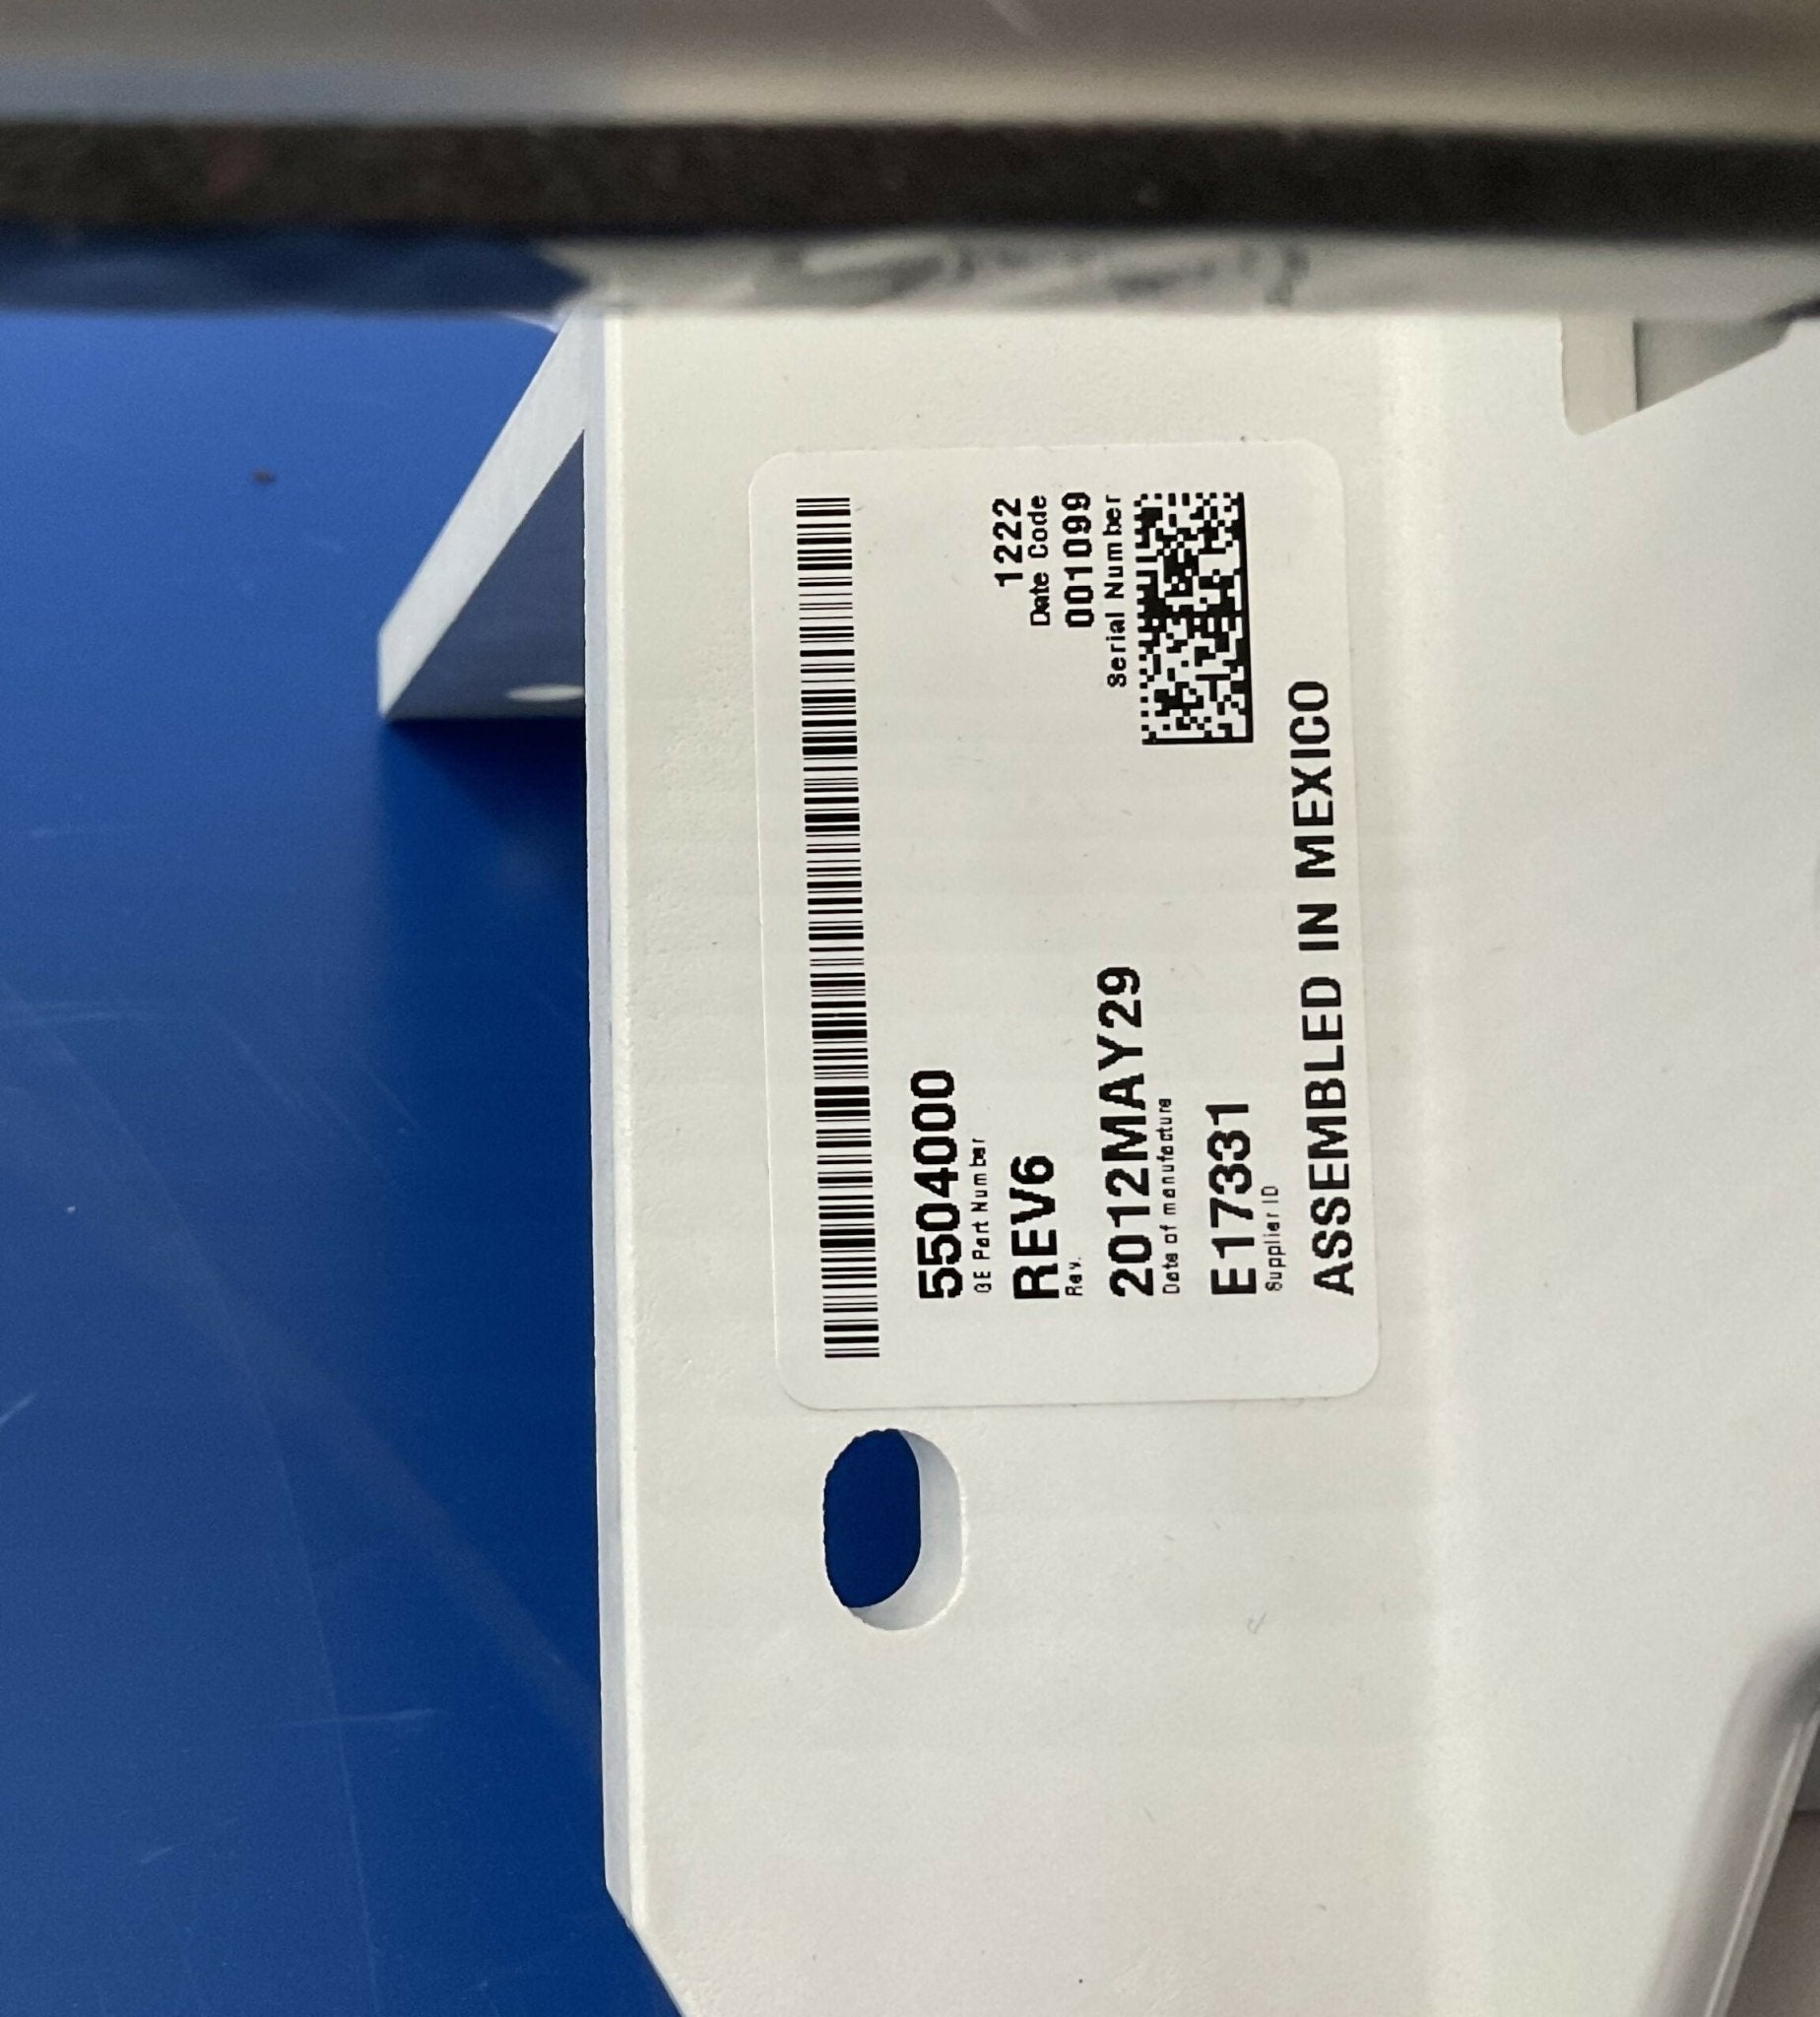 5504000
GE Part Number
REV6
Rev.
2012MAY29
Date of manufacture
E17331
Supplier ID
ASSEMBLED IN MEXICO
1222
Date Code
001099
Serial Number